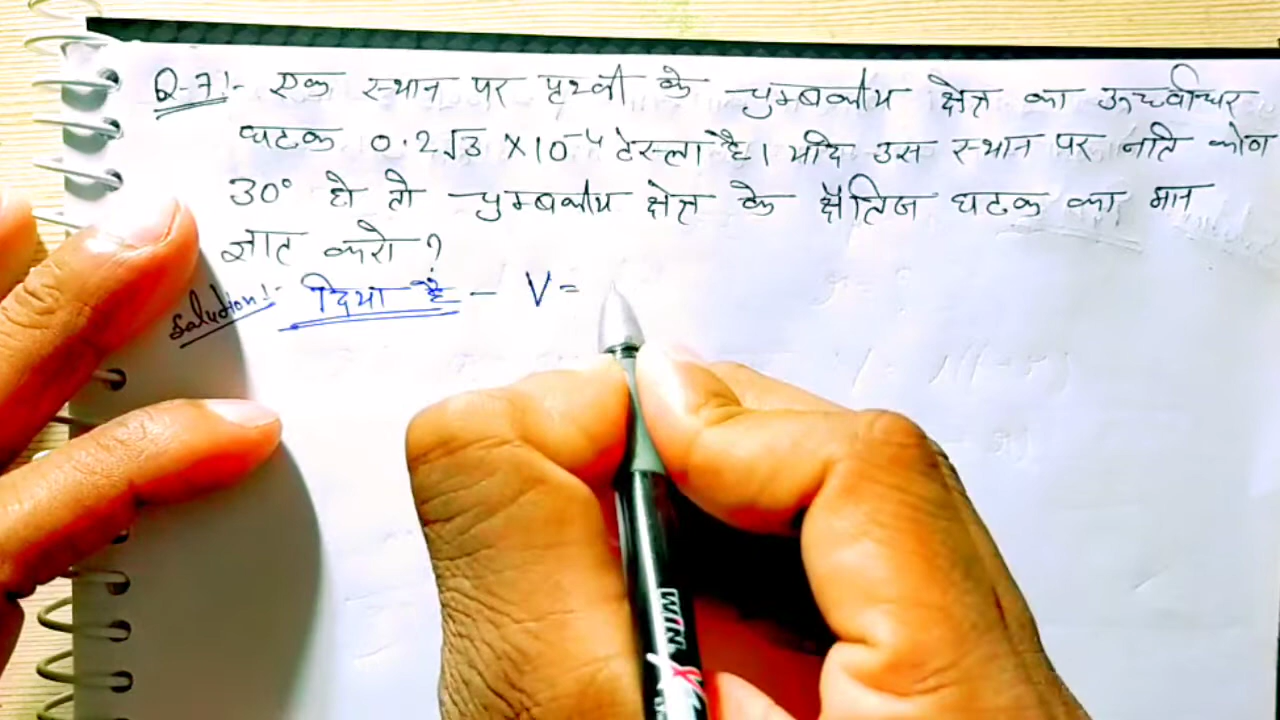 Q-7!- एक स्थान पर पृथ्वी के चुम्बकीय क्षेत्र का ऊर्ध्वाधर
घटक 0.2√3 ×10⁻⁴ टेस्ला है। यदि उस स्थान पर नति कोण
30° हो तो चुम्बकीय क्षेत्र के क्षैतिज घटक का मान
ज्ञात करो?
Solution!- दिया है - V=
WIN